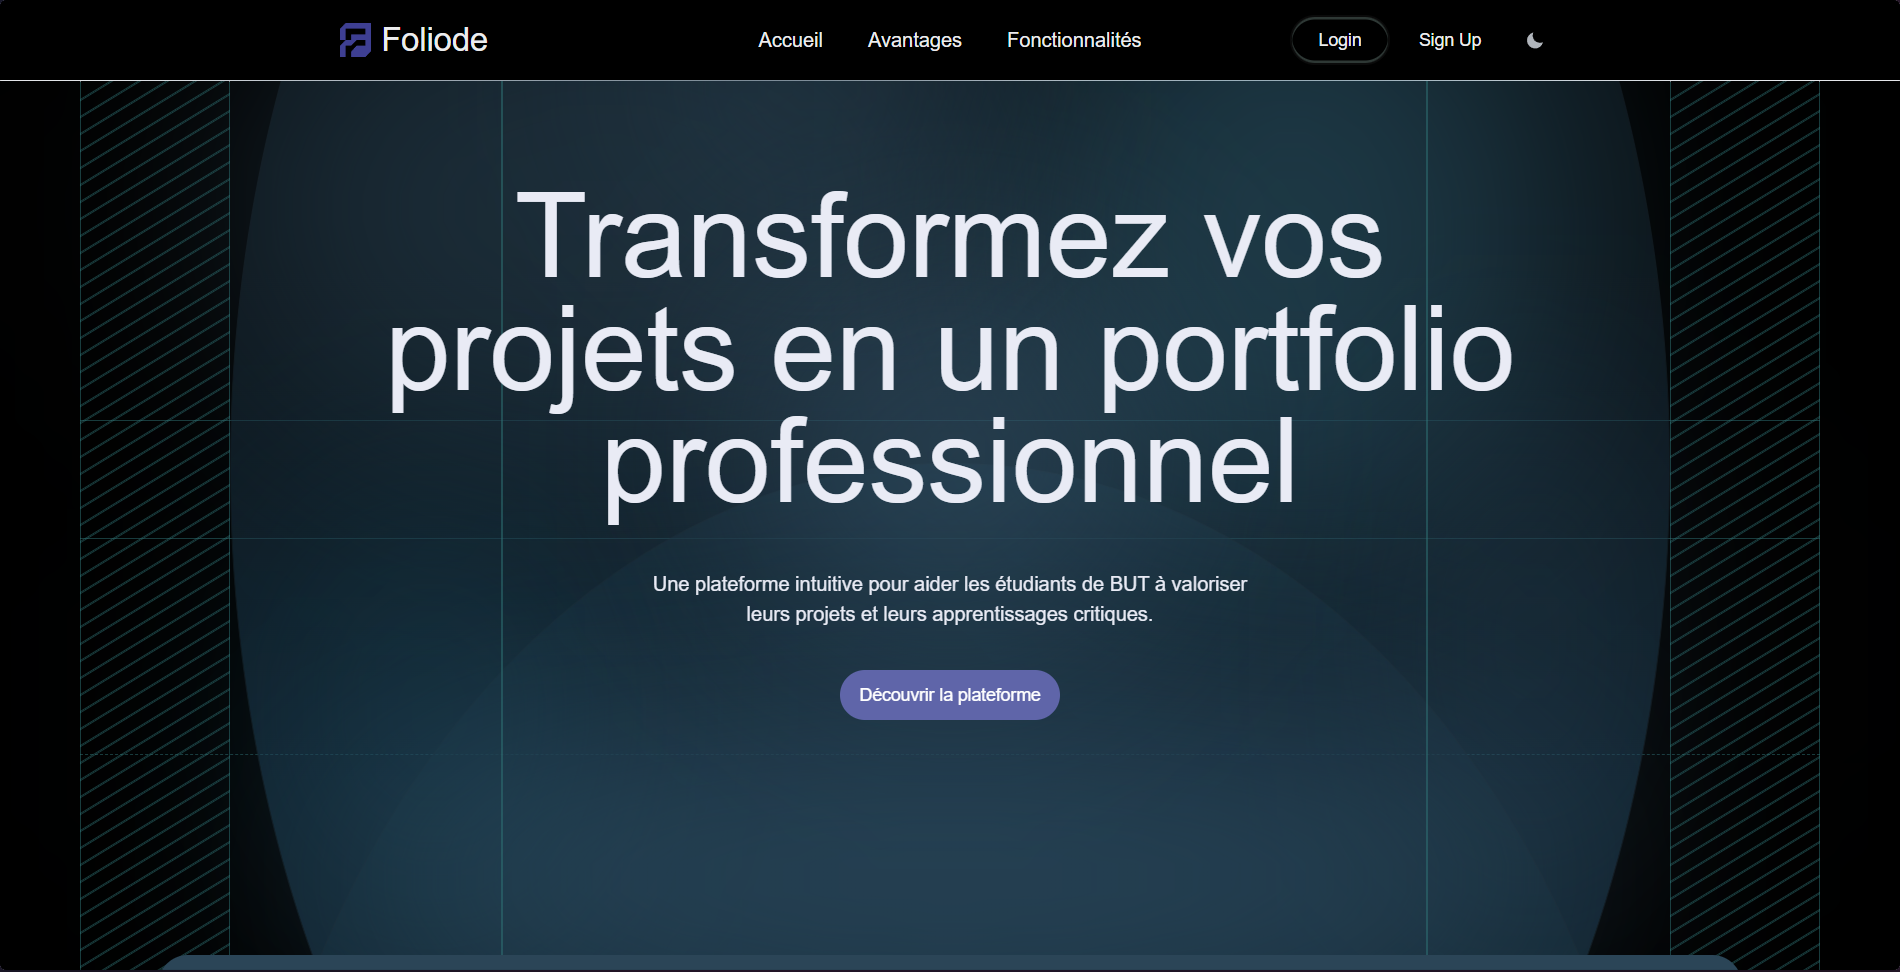 Foliode
Accueil
Avantages
Fonctionnalités
Login
Sign Up
Transformez vos
projets en un portfolio
professionnel
Une plateforme intuitive pour aider les étudiants de BUT à valoriser
leurs projets et leurs apprentissages critiques.
Découvrir la plateforme